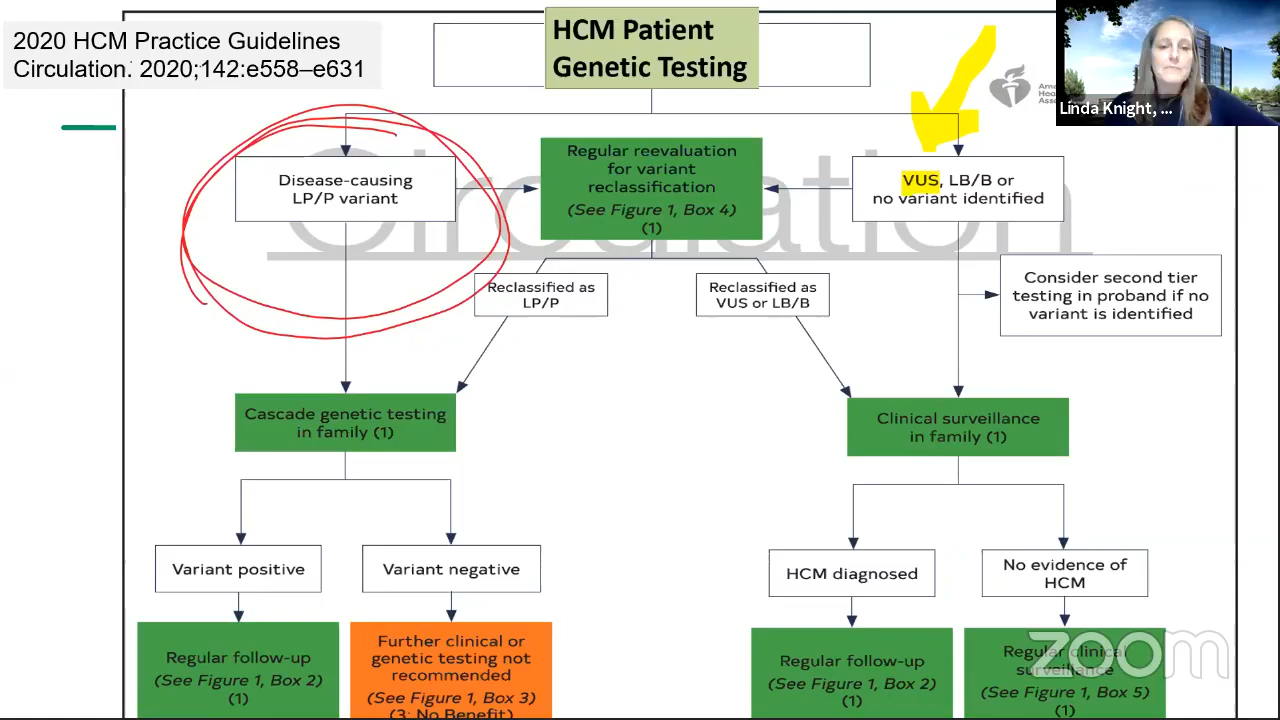 2020 HCM Practice Guidelines
Circulation. 2020;142:e558–e631
HCM Patient
Genetic Testing
Linda Knight, ...
Disease-causing
LP/P variant
Regular reevaluation
for variant
reclassification
(See Figure 1, Box 4)
(1)
VUS, LB/B or
no variant identified
Circulation
Reclassified as
LP/P
Reclassified as
VUS or LB/B
Consider second tier
testing in proband if no
variant is identified
Cascade genetic testing
in family (1)
Clinical surveillance
in family (1)
Variant positive
Variant negative
HCM diagnosed
No evidence of
HCM
Regular follow-up
(See Figure 1, Box 2)
(1)
Further clinical or
genetic testing not
recommended
(See Figure 1, Box 3)
(3: No Benefit)
Regular follow-up
(See Figure 1, Box 2)
(1)
Regular clinical
surveillance
(See Figure 1, Box 5)
(1)
zoom